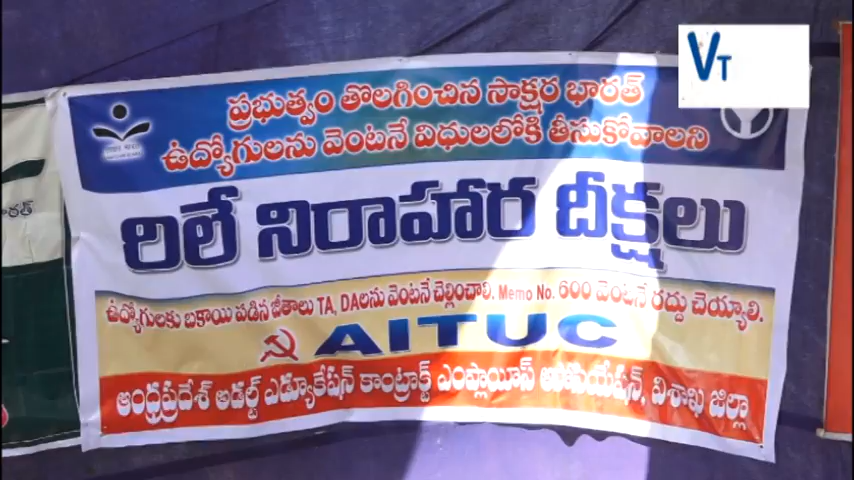 VT
ప్రభుత్వం తొలగించిన సాక్షర భారత్
ఉద్యోగులను వెంటనే విధులలోకి తీసుకోవాలని
రిలే నిరాహార దీక్షలు
ఉద్యోగులకు బకాయి పడిన జీతాలు TA, DAలను వెంటనే చెల్లించాలి. Memo No. 600 వెంటనే రద్దు చెయ్యాలి.
AITUC
ఆంధ్రప్రదేశ్ అడల్ట్ ఎడ్యూకేషన్ కాంట్రాక్ట్ ఎంప్లాయీస్ అసోసియేషన్, విశాఖ జిల్లా